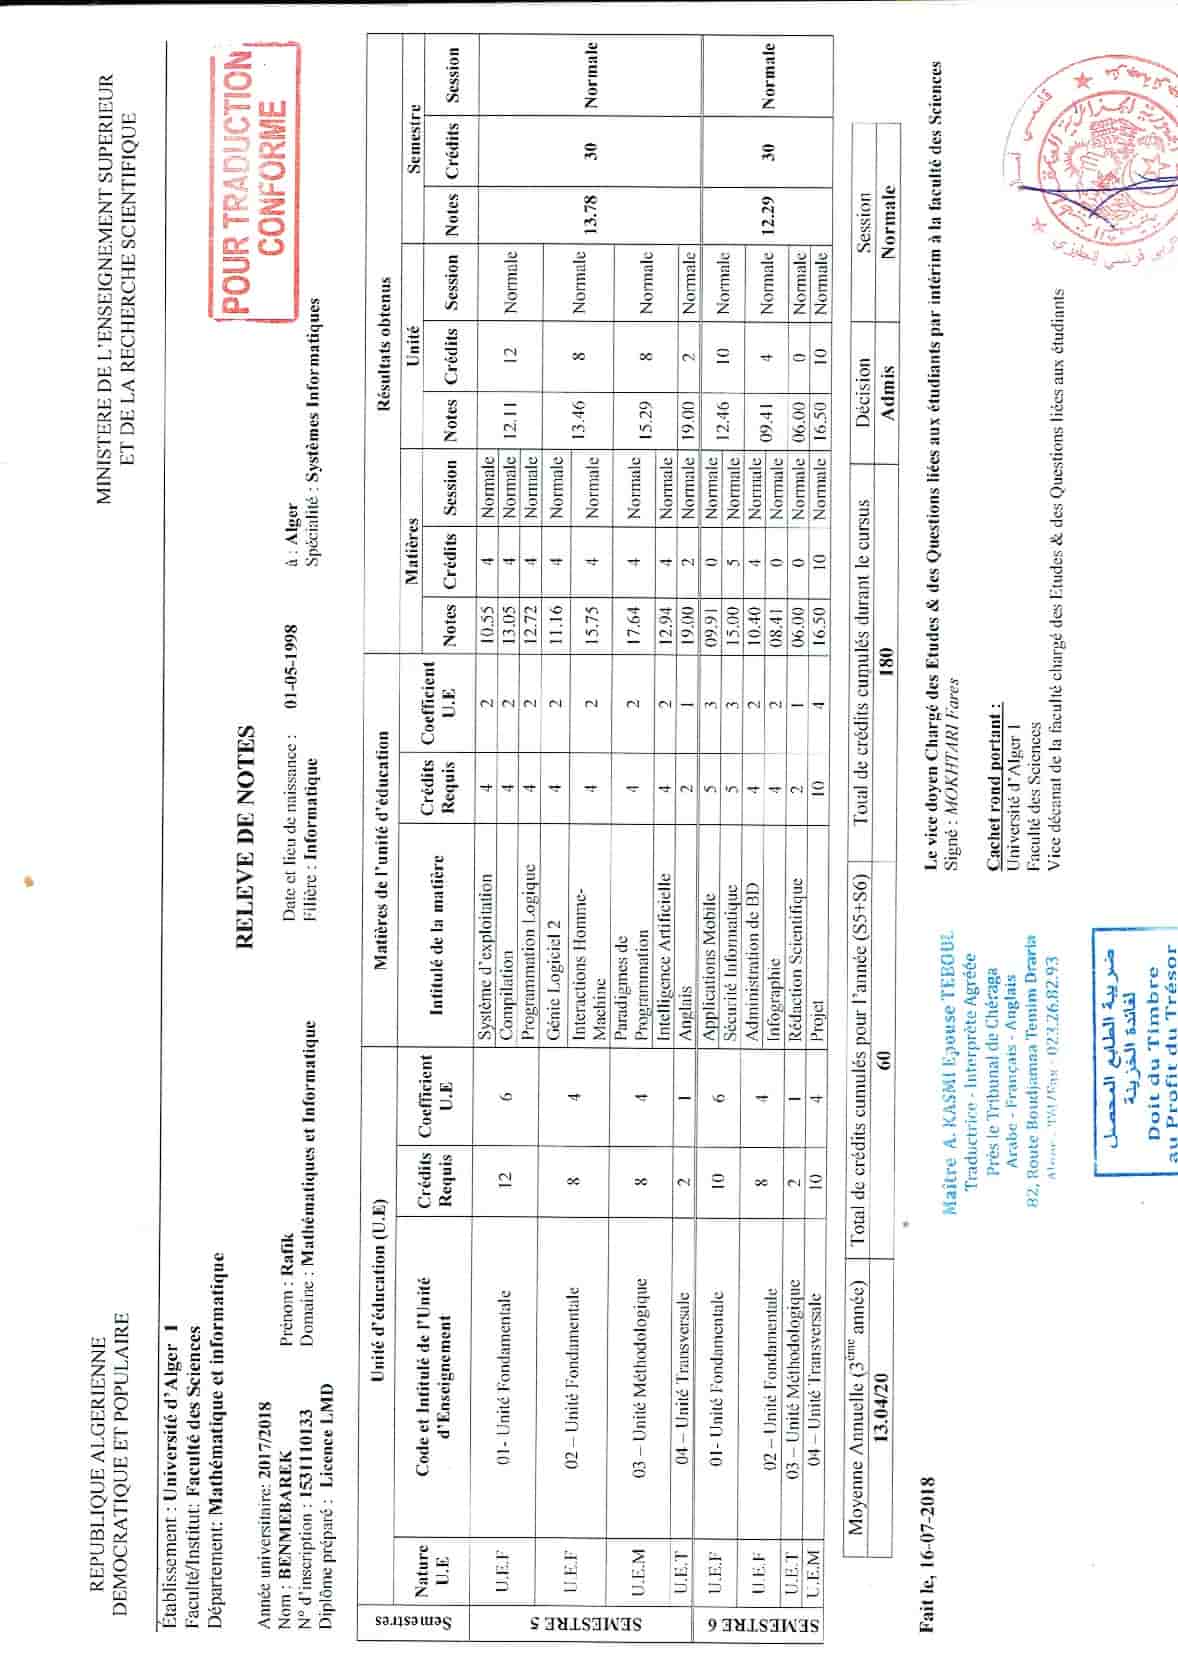 REPUBLIQUE ALGERIENNE
DEMOCRATIQUE ET POPULAIRE
MINISTERE DE L'ENSEIGNEMENT SUPERIEUR
ET DE LA RECHERCHE SCIENTIFIQUE
Établissement : Université d'Alger 1
Faculté/Institut: Faculté des Sciences
Département: Mathématique et informatique
POUR TRADUCTION
CONFORME
RELEVE DE NOTES
Année universitaire: 2017/2018
Nom : BENMEBAREK Prénom : Rafik Date et lieu de naissance : 01-05-1998 à : Alger
N° d'inscription : 153110133 Domaine : Mathématiques et Informatique Filière : Informatique Spécialité : Systèmes Informatiques
Diplôme préparé : Licence LMD
Semestres Unité d'éducation (U.E) Matières de l'unité d'éducation Résultats obtenus
Matières Unité Semestre
Nature U.E Code et Intitulé de l'Unité d'Enseignement Crédits Requis Coefficient U.E Intitulé de la matière Crédits Requis Coefficient U.E Notes Crédits Session Notes Crédits Session Notes Crédits Session
SEMESTRE 5 U.E.F 01- Unité Fondamentale 12 6 Système d'exploitation 4 2 10.55 4 Normale 12.11 12 Normale 13.78 30 Normale
Compilation 4 2 13.05 4 Normale
Programmation Logique 4 2 12.72 4 Normale
U.E.F 02 – Unité Fondamentale 8 4 Génie Logiciel 2 4 2 11.16 4 Normale 13.46 8 Normale
Interactions Homme-Machine 4 2 15.75 4 Normale
U.E.M 03 – Unité Méthodologique 8 4 Paradigmes de Programmation 4 2 17.64 4 Normale 15.29 8 Normale
Intelligence Artificielle 4 2 12.94 4 Normale
U.E.T 04 – Unité Transversale 2 1 Anglais 2 1 19.00 2 Normale 19.00 2 Normale
SEMESTRE 6 U.E.F 01- Unité Fondamentale 10 6 Applications Mobile 5 3 09.91 0 Normale 12.46 10 Normale 12.29 30 Normale
Sécurité Informatique 5 3 15.00 5 Normale
U.E.F 02 – Unité Fondamentale 8 4 Administration de BD 4 2 10.40 4 Normale 09.41 4 Normale
Infographie 4 2 08.41 0 Normale
U.E.T 03 – Unité Méthodologique 2 1 Rédaction Scientifique 2 1 06.00 0 Normale 06.00 0 Normale
U.E.M 04 – Unité Transversale 10 4 Projet 10 4 16.50 10 Normale 16.50 10 Normale
Moyenne Annuelle (3ème année) Total de crédits cumulés pour l'année (S5+S6) Total de crédits cumulés durant le cursus Décision Session
13.04/20 60 180 Admis Normale
Fait le, 16-07-2018
Le vice doyen Chargé des Etudes & des Questions liées aux étudiants par intérim à la faculté des Sciences
Signé : MOKHTARI Fares
Cachet rond portant :
Université d'Alger 1
Faculté des Sciences
Vice décanat de la faculté chargé des Etudes & des Questions liées aux étudiants
Maître A. KASMI Epouse TEBOUL
Traductrice - Interprète Agréée
Près le Tribunal de Chéraga
Arabe - Français - Anglais
82, Route Boudjamaa Temim Draria
Tél/Fax : 023.26.82.93
ضريبة الطابع المحصل
لفائدة الخزينة
Doit du Timbre
au Profit du Trésor